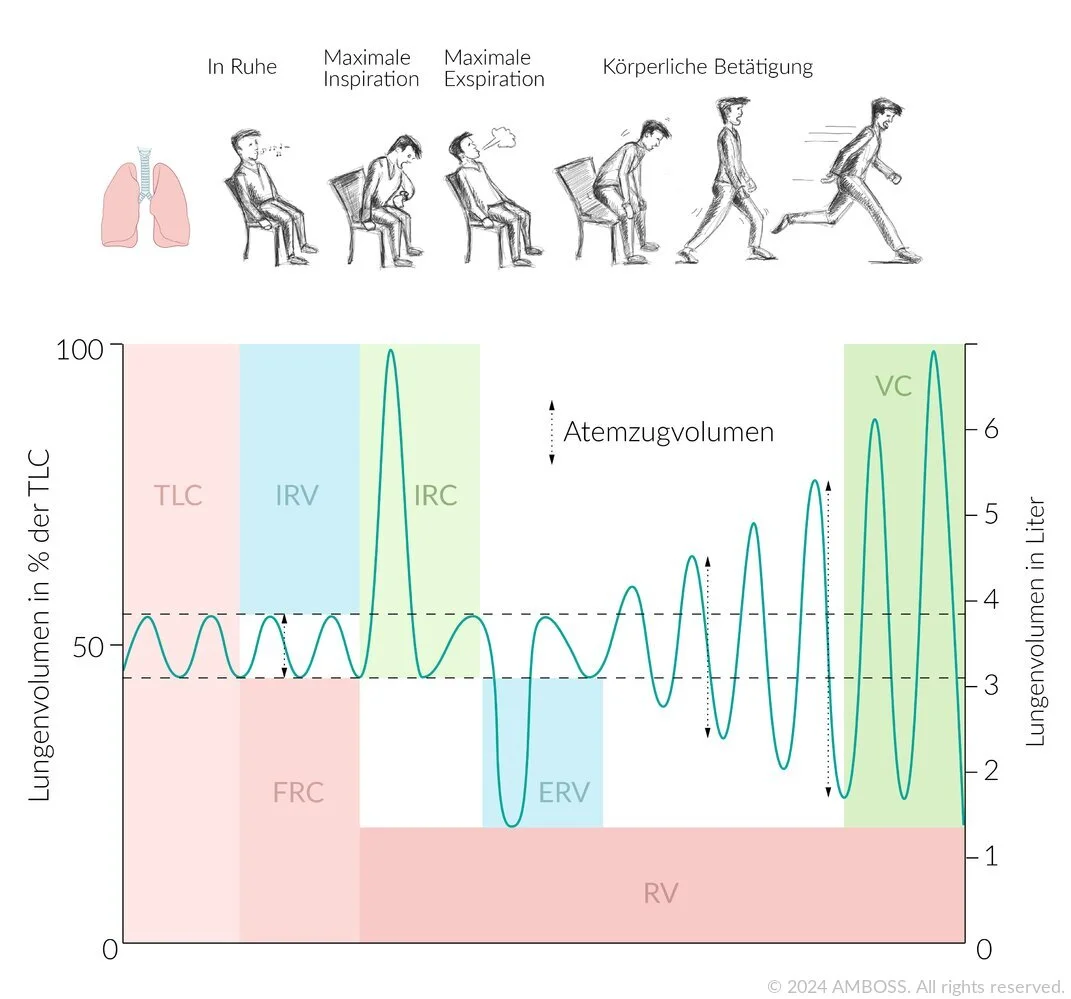 In Ruhe
Maximale
Inspiration
Maximale
Exspiration
Körperliche Betätigung
Lungenvolumen in % der TLC
100
50
0
TLC
IRV
IRC
Atemzugvolumen
VC
FRC
ERV
RV
6
5
4
3
2
1
0
Lungenvolumen in Liter
© 2024 AMBOSS. All rights reserved.